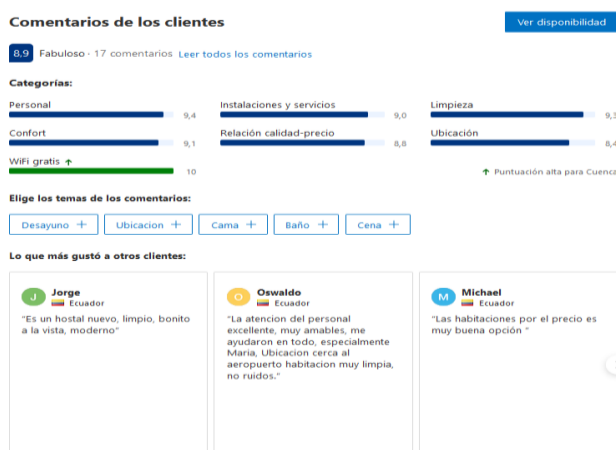 Comentarios de los clientes
Ver disponibilidad
8,9 Fabuloso · 17 comentarios Leer todos los comentarios
Categorías:
Personal
9,4
Instalaciones y servicios
9,0
Limpieza
9,3
Confort
9,1
Relación calidad-precio
8,8
Ubicación
8,4
WiFi gratis ↑
10
↑ Puntuación alta para Cuenca
Elige los temas de los comentarios:
Desayuno +
Ubicacion +
Cama +
Baño +
Cena +
Lo que más gustó a otros clientes:
J
Jorge
Ecuador
"Es un hostal nuevo, limpio, bonito
a la vista, moderno"
O
Oswaldo
Ecuador
"La atencion del personal
excelente, muy amables, me
ayudaron en todo, especialmente
Maria, Ubicacion cerca al
aeropuerto habitacion muy limpia,
no ruidos."
M
Michael
Ecuador
"Las habitaciones por el precio es
muy buena opción "